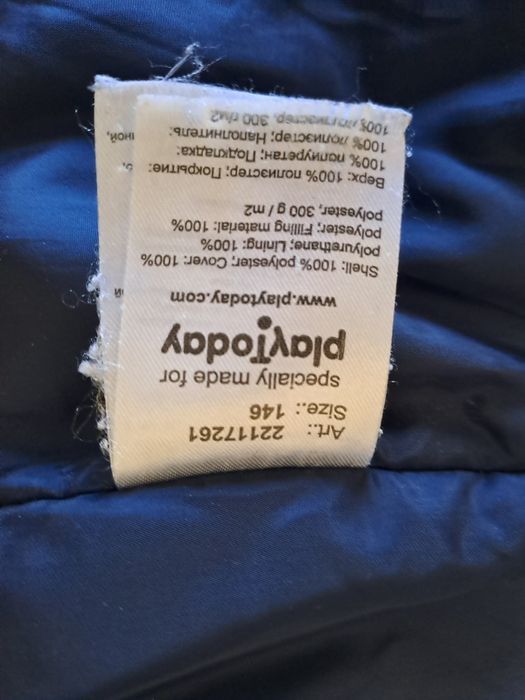 Art.: 22117261
Size.: 146
specially made for
playToday
www.playtoday.com
Shell: 100% polyester; Cover: 100%
polyurethane; Lining: 100%
polyester; Filling material: 100%
polyester, 300 g / m2
Верх: 100% полиэстер; Покрытие:
100% полиуретан; Подкладка:
100% полиэстер; Наполнитель:
100% полиэстер, 300 г/м2